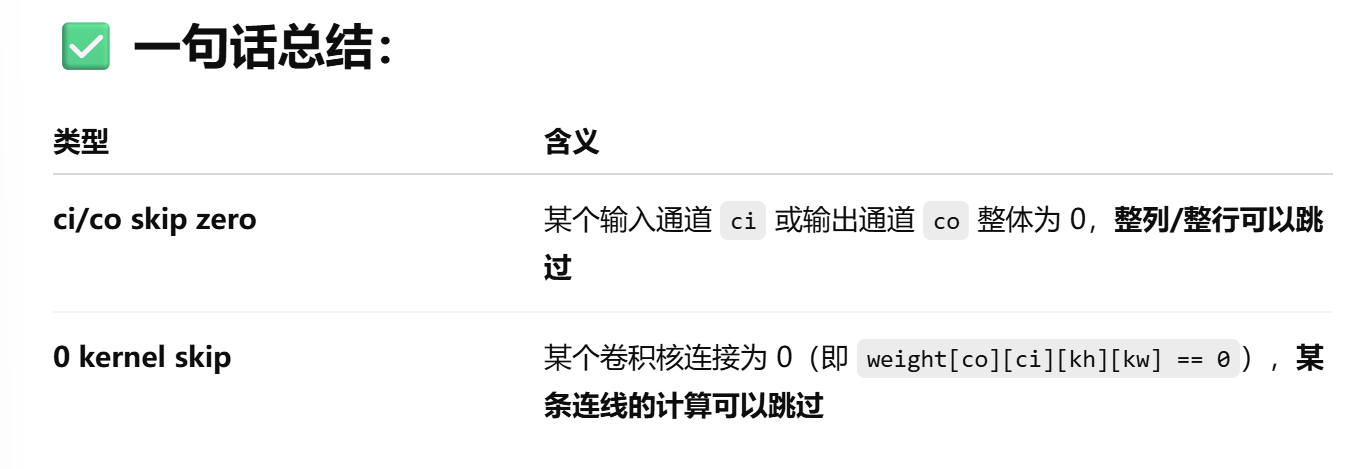 ✅ 一句话总结：
类型 含义
ci/co skip zero 某个输入通道 ci 或输出通道 co 整体为 0，整列/整行可以跳
过
0 kernel skip 某个卷积核连接为 0（即 weight[co][ci][kh][kw] == 0），某
条连线的计算可以跳过